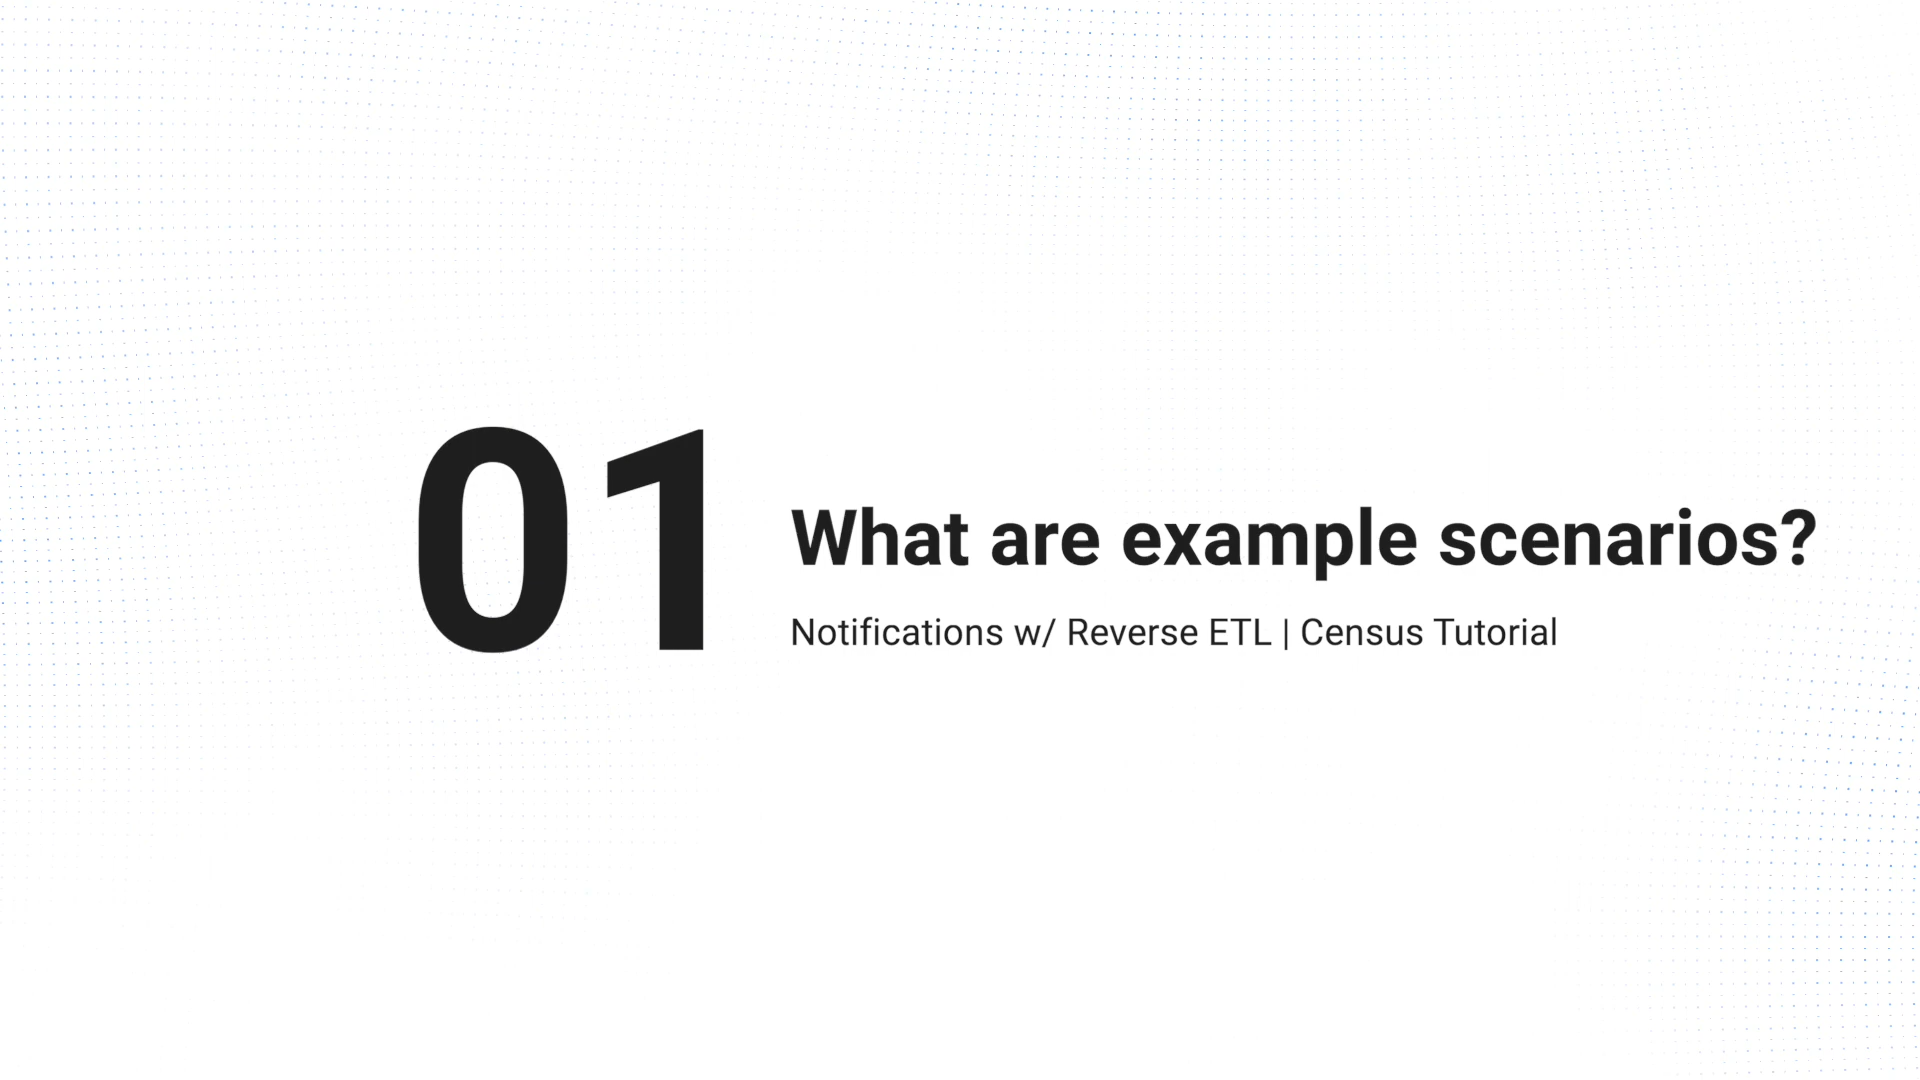 01
What are example scenarios?
Notifications w/ Reverse ETL | Census Tutorial